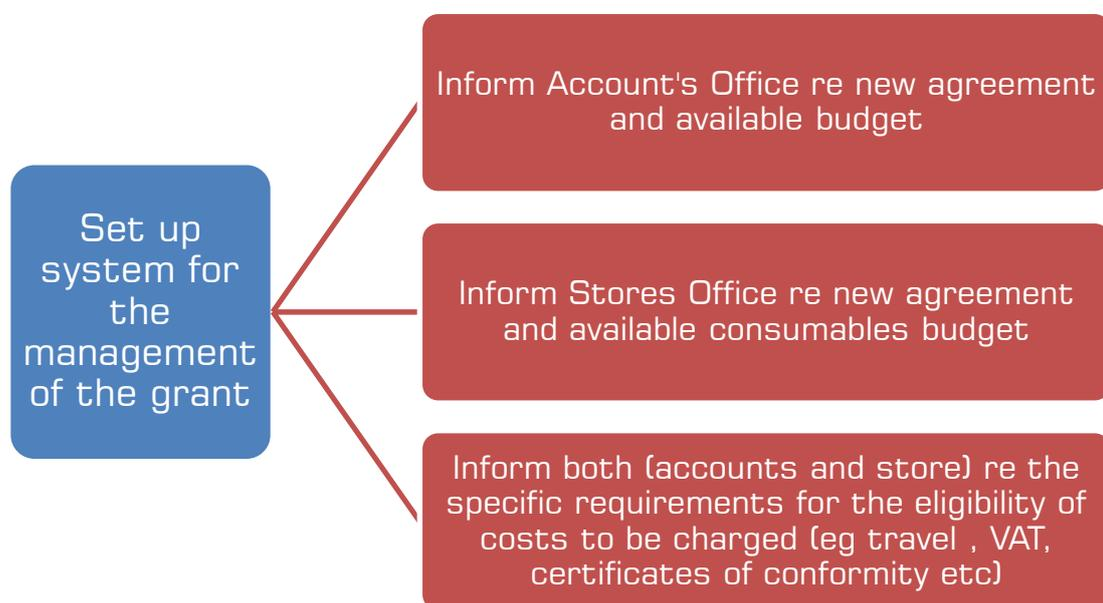 Set up
system for
the
management
of the grant
Inform Account's Office re new agreement
and available budget
Inform Stores Office re new agreement
and available consumables budget
Inform both (accounts and store) re the
specific requirements for the eligibility of
costs to be charged (eg travel , VAT,
certificates of conformity etc)